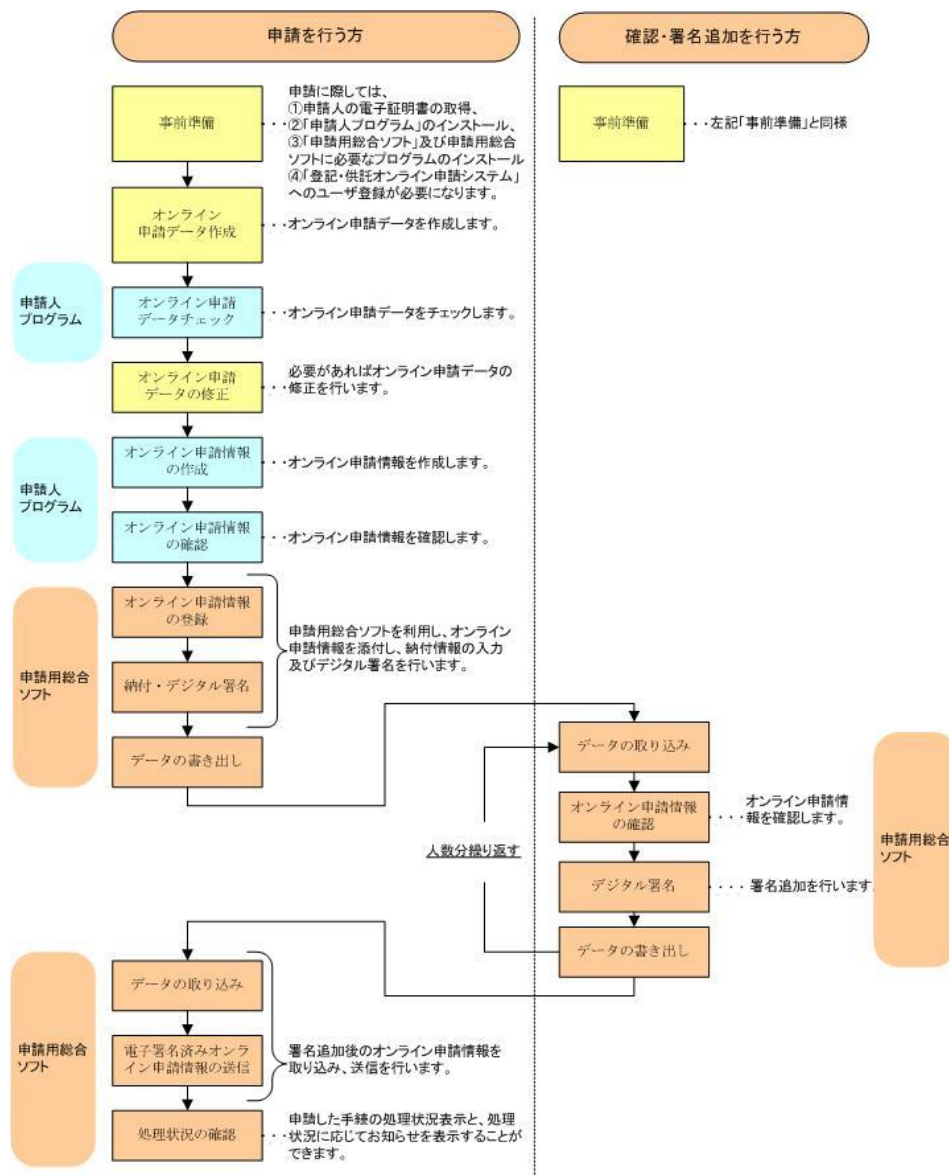 申請を行う方
確認・署名追加を行う方
事前準備
申請に際しては、
①申請人の電子証明書の取得、
②「申請人プログラム」のインストール、
③「申請用総合ソフト」及び申請用総合
ソフトに必要なプログラムのインストール
④「登記・供託オンライン申請システム」
へのユーザ登録が必要になります。
事前準備
左記「事前準備」と同様
オンライン
申請データ作成
オンライン申請データを作成します。
申請人
プログラム
オンライン申請
データチェック
オンライン申請データをチェックします。
オンライン申請
データの修正
必要があればオンライン申請データの
修正を行います。
申請人
プログラム
オンライン申請情報
の作成
オンライン申請情報を作成します。
オンライン申請情報
の確認
オンライン申請情報を確認します。
申請用総合
ソフト
オンライン申請情報
の登録
納付・デジタル署名
申請用総合ソフトを利用し、オンライン
申請情報を添付し、納付情報の入力
及びデジタル署名を行います。
データの書き出し
データの取り込み
オンライン申請情報
の確認
オンライン申請情
報を確認します。
申請用総合
ソフト
人数分繰り返す
デジタル署名
署名追加を行います。
データの書き出し
申請用総合
ソフト
データの取り込み
電子署名済みオンラ
イン申請情報の送信
署名追加後のオンライン申請情報を
取り込み、送信を行います。
処理状況の確認
申請した手続の処理状況表示と、処理
状況に応じてお知らせを表示することが
できます。